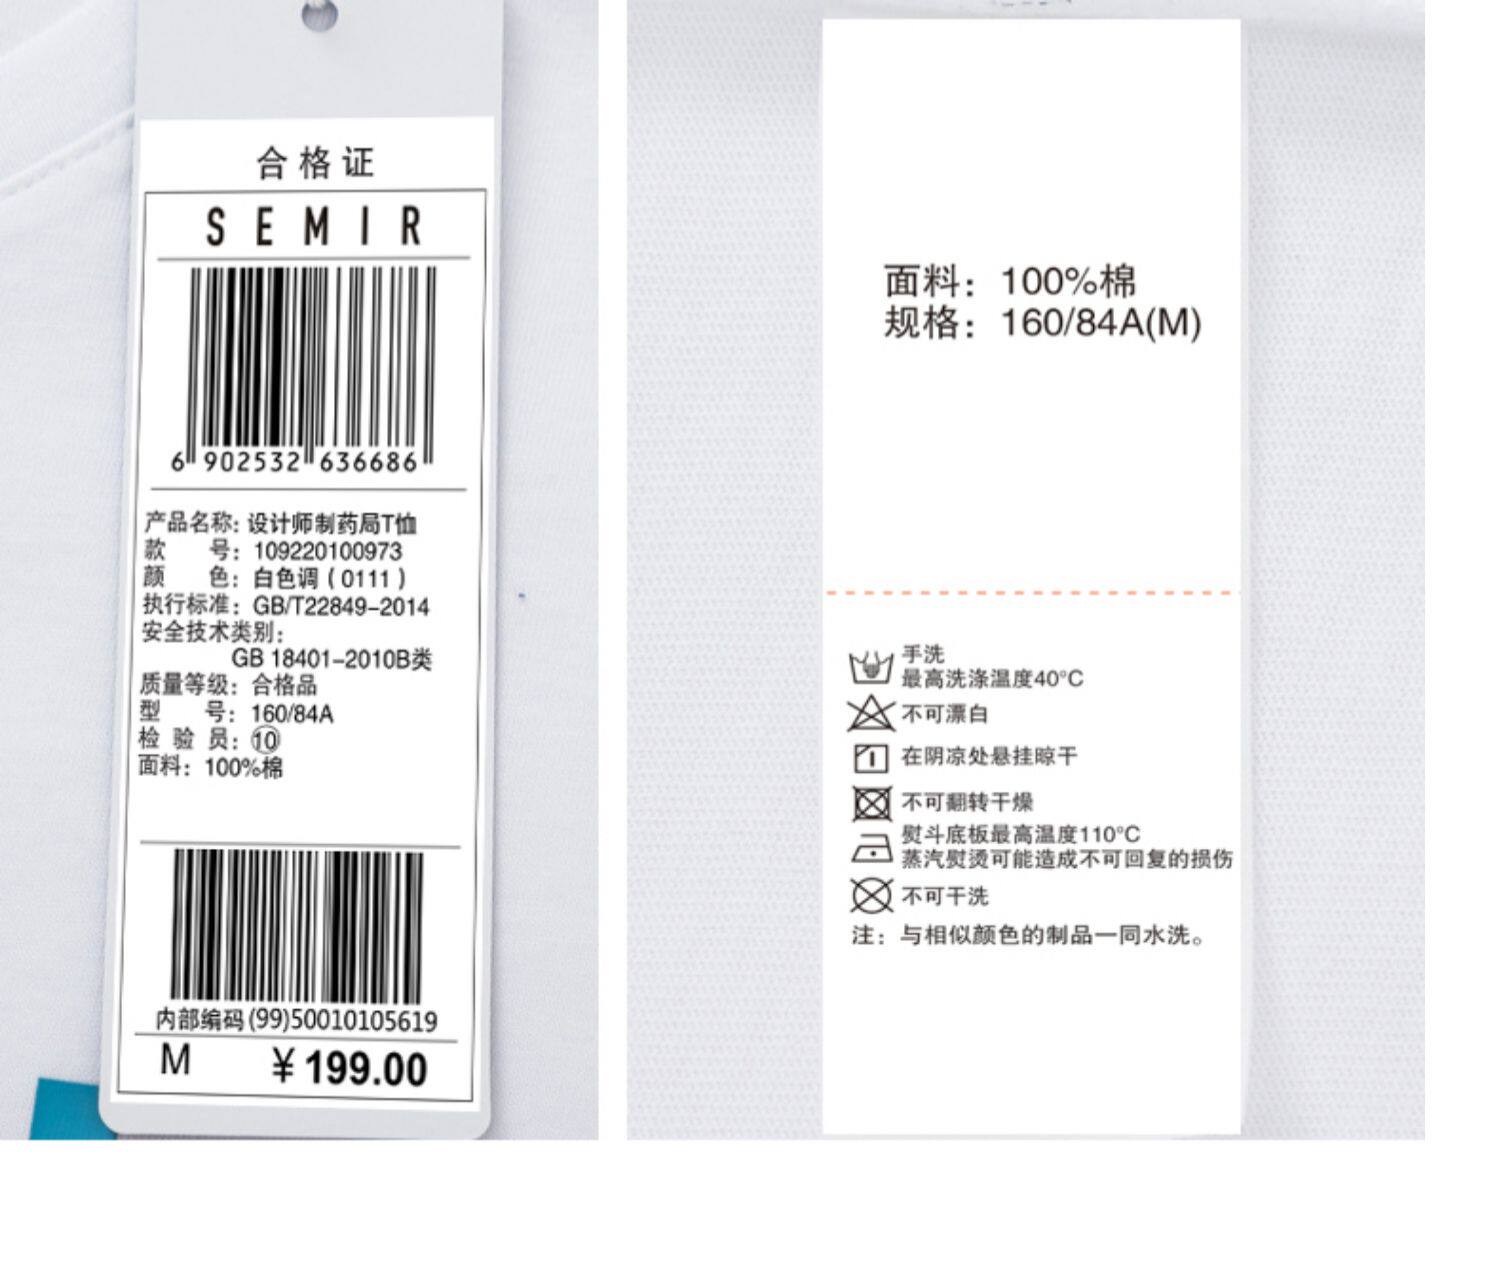 合格证
SEMIR
6 902532 636686
产品名称：设计师制药局T恤
款 号：109220100973
颜 色：白色调（0111）
执行标准：GB/T22849-2014
安全技术类别：
GB 18401-2010B类
质量等级：合格品
型 号：160/84A
检 验 员：⑩
面料：100%棉
内部编码(99)50010105619
M ¥199.00
面料：100%棉
规格：160/84A(M)
手洗
最高洗涤温度40°C
不可漂白
在阴凉处悬挂晾干
不可翻转干燥
熨斗底板最高温度110°C
蒸汽熨烫可能造成不可回复的损伤
不可干洗
注：与相似颜色的制品一同水洗。